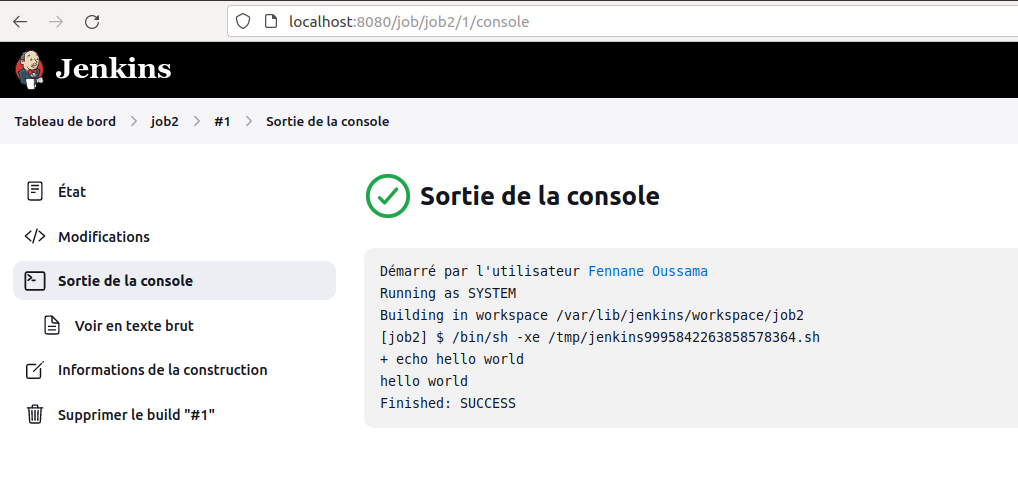 localhost:8080/job/job2/1/console
Jenkins
Tableau de bord > job2 > #1 > Sortie de la console
État
Modifications
Sortie de la console
Voir en texte brut
Informations de la construction
Supprimer le build "#1"
Sortie de la console
Démarré par l'utilisateur Fennane Oussama
Running as SYSTEM
Building in workspace /var/lib/jenkins/workspace/job2
[job2] $ /bin/sh -xe /tmp/jenkins9995842263858578364.sh
+ echo hello world
hello world
Finished: SUCCESS